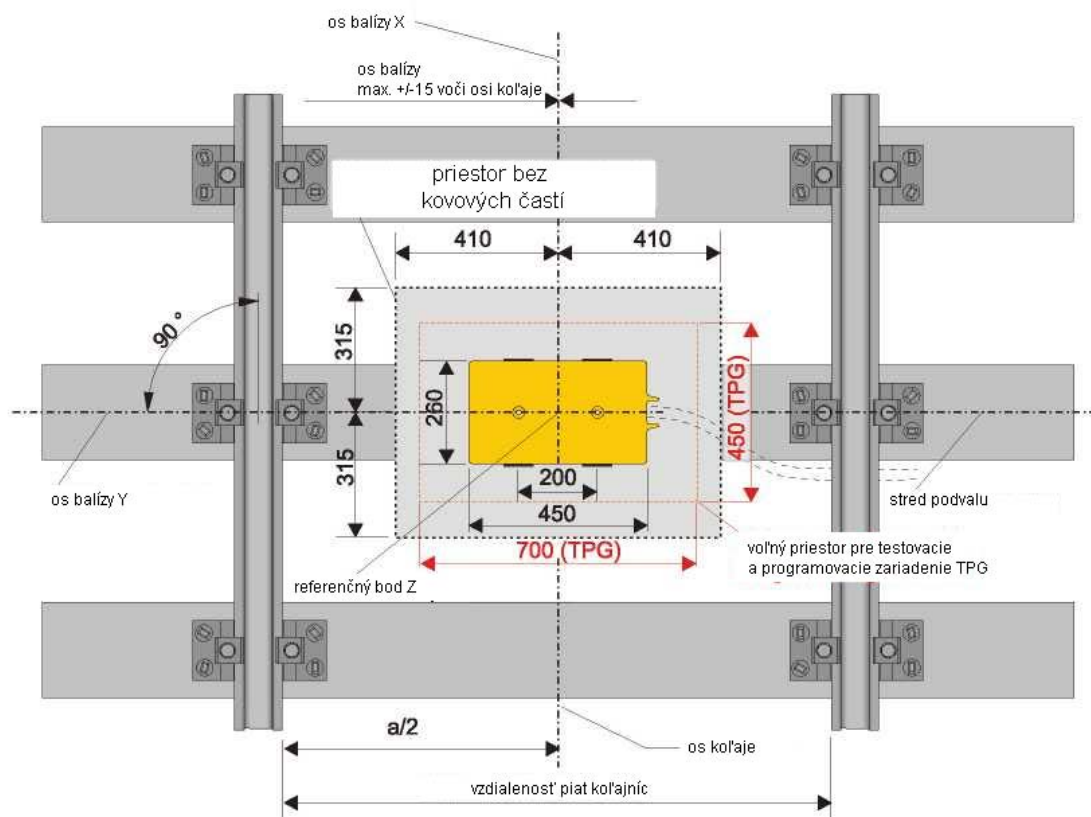 os balízy X
os balízy
max. +/-15 voči osi koľaje
priestor bez
kovových častí
410
410
90 °
315
315
260
450 (TPG)
200
450
700 (TPG)
os balízy Y
stred podvalu
voľný priestor pre testovacie
a programovacie zariadenie TPG
referenčný bod Z
a/2
os koľaje
vzdialenosť piat koľajníc
a